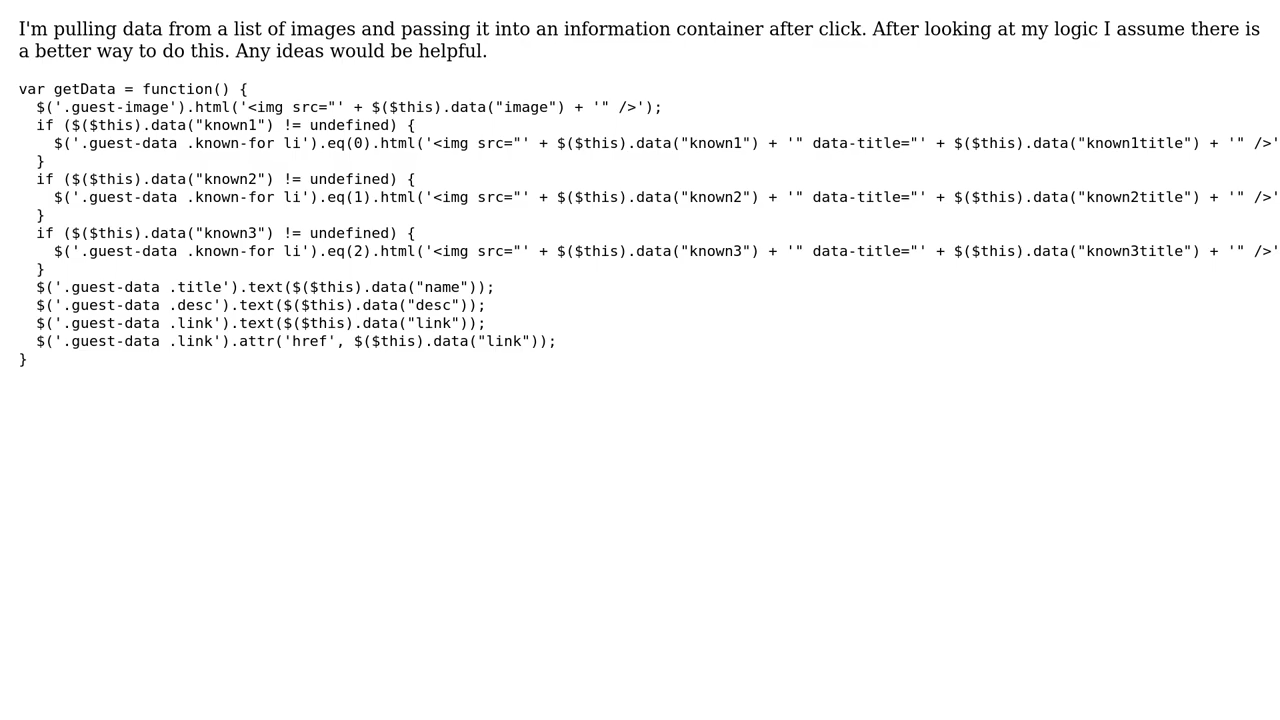 I'm pulling data from a list of images and passing it into an information container after click. After looking at my logic I assume there is
a better way to do this. Any ideas would be helpful.
var getData = function() {
  $('.guest-image').html('<img src="' + $($this).data("image") + '" />');
  if ($($this).data("known1") != undefined) {
    $('.guest-data .known-for li').eq(0).html('<img src="' + $($this).data("known1") + '" data-title="' + $($this).data("known1title") + '" />'
  }
  if ($($this).data("known2") != undefined) {
    $('.guest-data .known-for li').eq(1).html('<img src="' + $($this).data("known2") + '" data-title="' + $($this).data("known2title") + '" />'
  }
  if ($($this).data("known3") != undefined) {
    $('.guest-data .known-for li').eq(2).html('<img src="' + $($this).data("known3") + '" data-title="' + $($this).data("known3title") + '" />'
  }
  $('.guest-data .title').text($($this).data("name"));
  $('.guest-data .desc').text($($this).data("desc"));
  $('.guest-data .link').text($($this).data("link"));
  $('.guest-data .link').attr('href', $($this).data("link"));
}